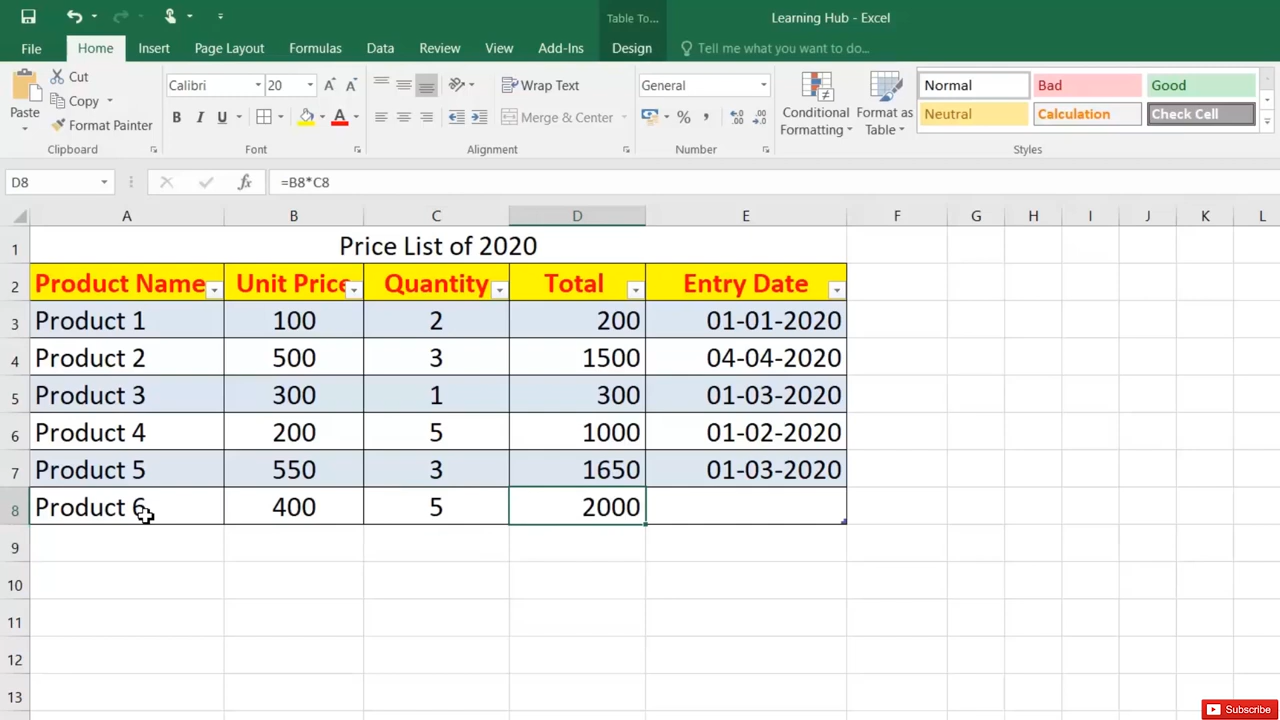 Table To...
Learning Hub - Excel
File Home Insert Page Layout Formulas Data Review View Add-Ins Design Tell me what you want to do...
Paste
Cut
Copy
Format Painter
Clipboard
Calibri 20 A A
B I U A
Font
Wrap Text
Merge & Center
Alignment
General
% ,
Number
Conditional Formatting
Format as Table
Normal Bad Good
Neutral Calculation Check Cell
Styles
D8 fx =B8*C8
A B C D E F G H I J K L
1 Price List of 2020
2 Product Name Unit Price Quantity Total Entry Date
3 Product 1 100 2 200 01-01-2020
4 Product 2 500 3 1500 04-04-2020
5 Product 3 300 1 300 01-03-2020
6 Product 4 200 5 1000 01-02-2020
7 Product 5 550 3 1650 01-03-2020
8 Product 6 400 5 2000
9
10
11
12
13
Subscribe